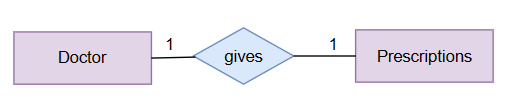 Doctor
1
gives
1
Prescriptions